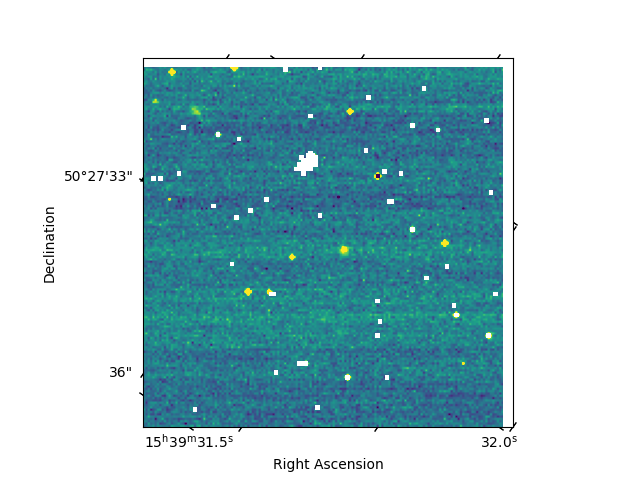 50°27'33"
Declination
36"
15ʰ39ᵐ31.5ˢ
32.0ˢ
Right Ascension